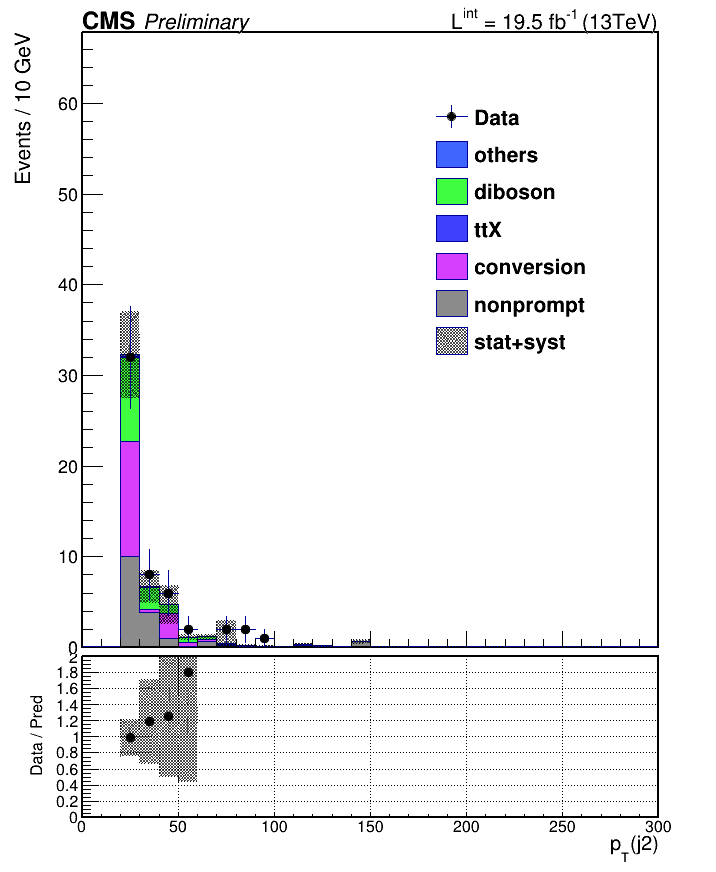 CMS Preliminary L^int = 19.5 fb^-1 (13TeV)
Events / 10 GeV
60
50
40
30
20
10
0
Data
others
diboson
ttX
conversion
nonprompt
stat+syst
Data / Pred
2
1.8
1.6
1.4
1.2
1
0.8
0.6
0.4
0.2
0
0 50 100 150 200 250 300
p_T(j2)